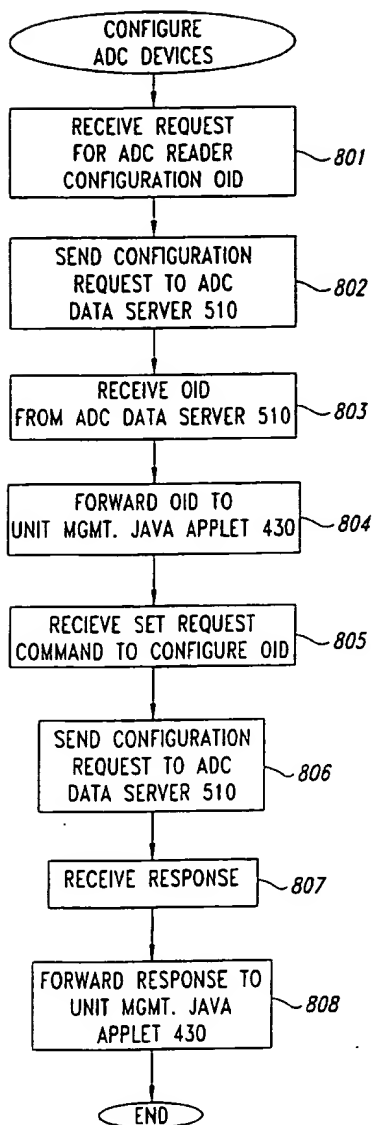 CONFIGURE
ADC DEVICES
RECEIVE REQUEST
FOR ADC READER
CONFIGURATION OID
801
SEND CONFIGURATION
REQUEST TO ADC
DATA SERVER 510
802
RECEIVE OID
FROM ADC DATA SERVER 510
803
FORWARD OID TO
UNIT MGMT. JAVA APPLET 430
804
RECIEVE SET REQUEST
COMMAND TO CONFIGURE OID
805
SEND CONFIGURATION
REQUEST TO ADC
DATA SERVER 510
806
RECEIVE RESPONSE
807
FORWARD RESPONSE TO
UNIT MGMT. JAVA
APPLET 430
808
END